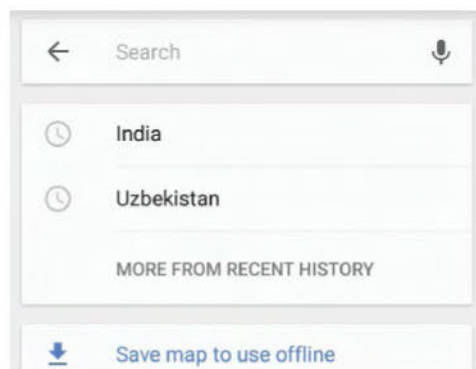 Search
India
Uzbekistan
MORE FROM RECENT HISTORY
Save map to use offline